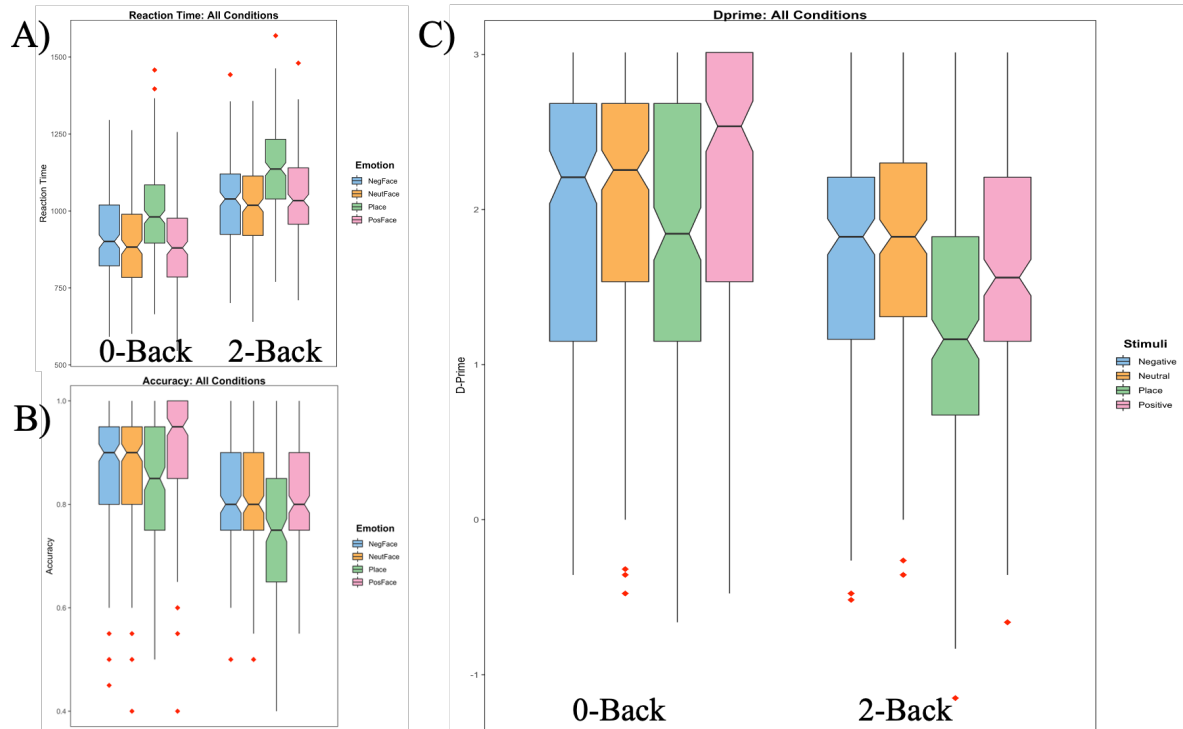 A)
Reaction Time: All Conditions
1500
1250
1000
750
500
Reaction Time
0-Back
2-Back
Emotion
NegFace
NeutFace
Place
PosFace
B)
Accuracy: All Conditions
1.0
0.8
0.6
0.4
Accuracy
Emotion
NegFace
NeutFace
Place
PosFace
C)
Dprime: All Conditions
3
2
1
0
-1
D-Prime
0-Back
2-Back
Stimuli
Negative
Neutral
Place
Positive